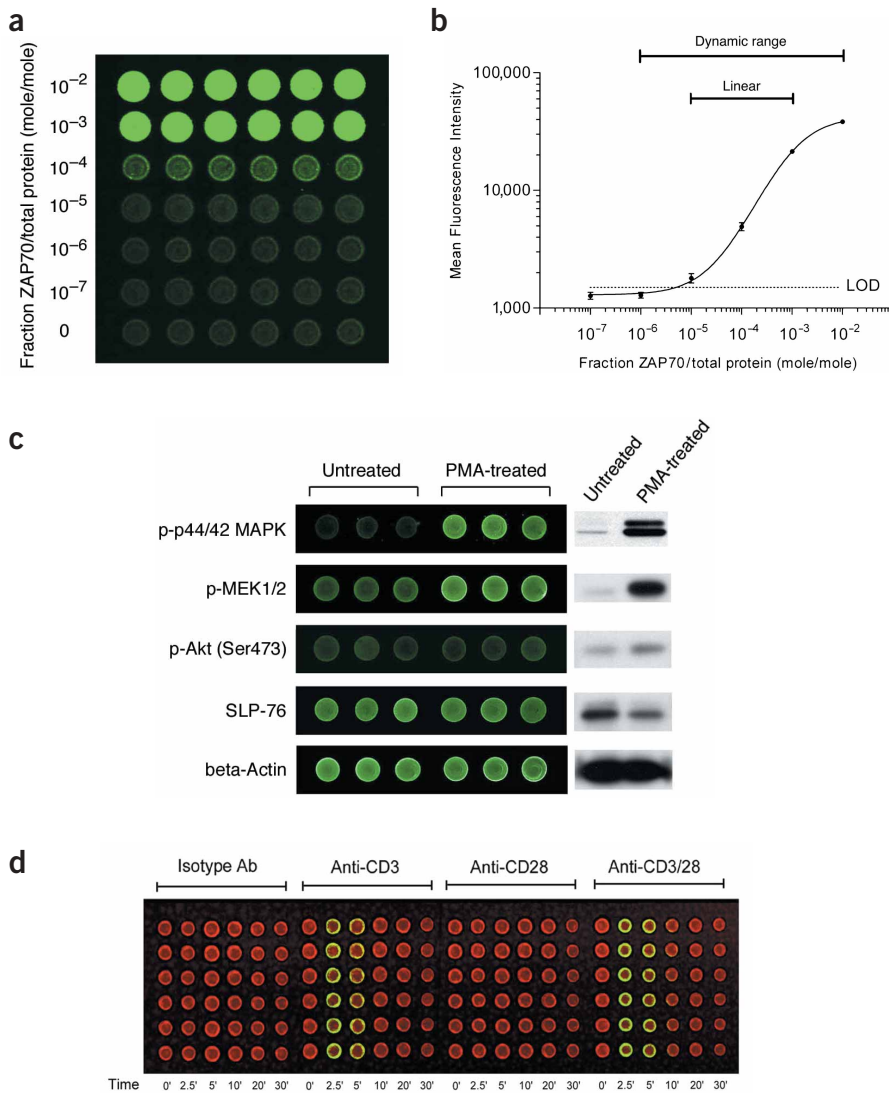 a
Fraction ZAP70/total protein (mole/mole)
10–2
10–3
10–4
10–5
10–6
10–7
0
b
Dynamic range
Linear
Mean Fluorescence Intensity
100,000
10,000
1,000
LOD
10-7 10-6 10-5 10-4 10-3 10-2
Fraction ZAP70/total protein (mole/mole)
c
Untreated PMA-treated Untreated PMA-treated
p-p44/42 MAPK
p-MEK1/2
p-Akt (Ser473)
SLP-76
beta-Actin
d
Isotype Ab Anti-CD3 Anti-CD28 Anti-CD3/28
Time 0' 2.5' 5' 10' 20' 30' 0' 2.5' 5' 10' 20' 30' 0' 2.5' 5' 10' 20' 30' 0' 2.5' 5' 10' 20' 30'